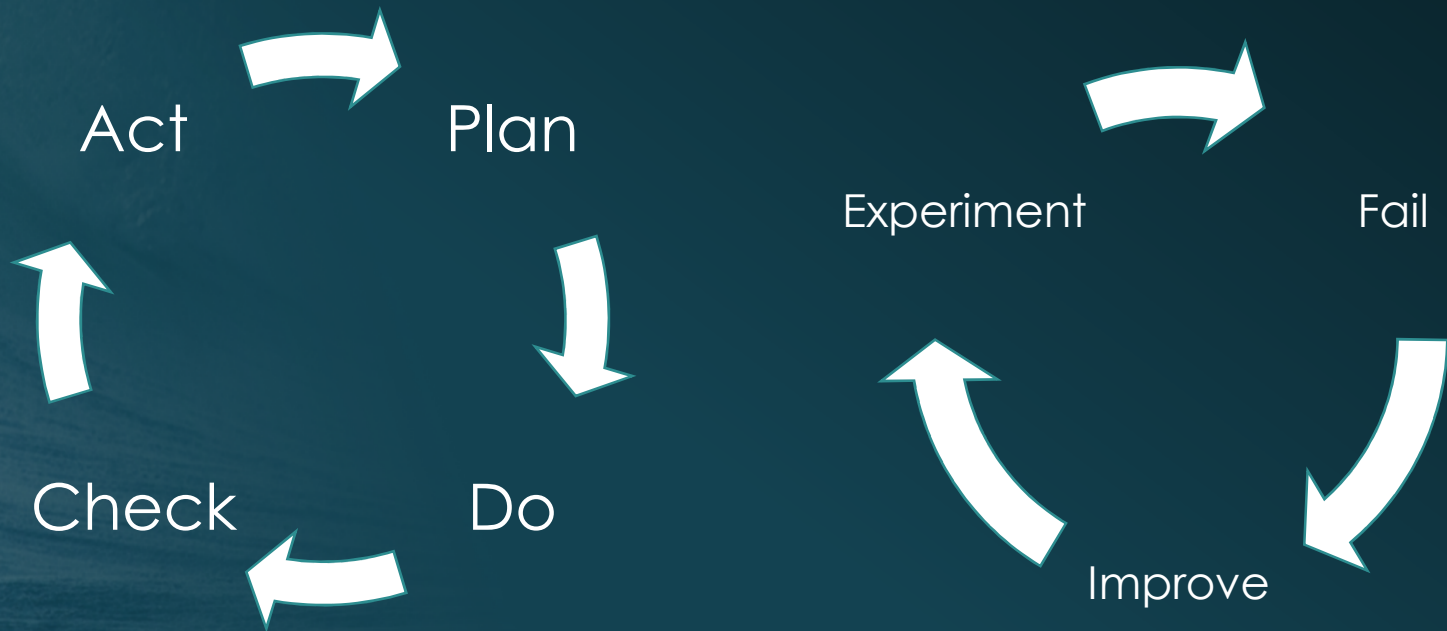 Act
Plan
Check
Do
Experiment
Fail
Improve